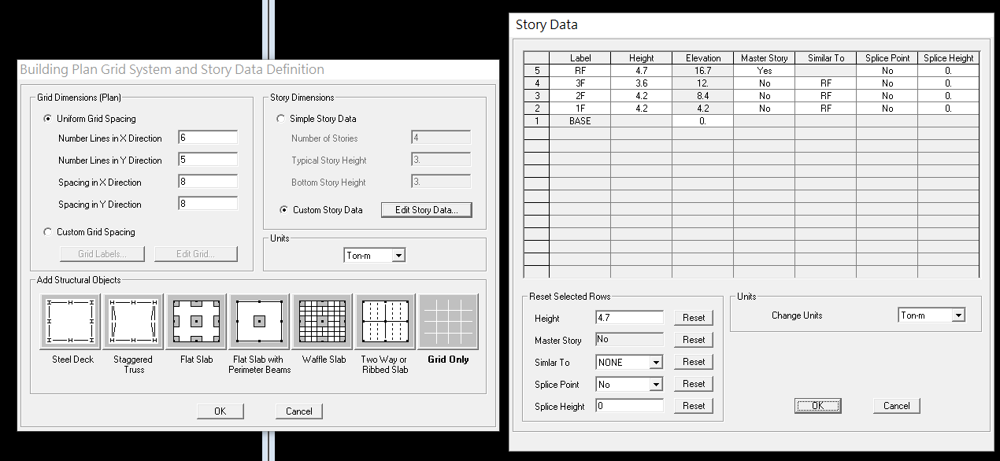 Building Plan Grid System and Story Data Definition
Grid Dimensions (Plan)
Uniform Grid Spacing
Number Lines in X Direction 6
Number Lines in Y Direction 5
Spacing in X Direction 8
Spacing in Y Direction 8
Custom Grid Spacing
Grid Labels... Edit Grid...
Story Dimensions
Simple Story Data
Number of Stories 4
Typical Story Height 3.
Bottom Story Height 3.
Custom Story Data Edit Story Data...
Units
Ton-m
Add Structural Objects
Steel Deck
Staggered
Truss
Flat Slab
Flat Slab with
Perimeter Beams
Waffle Slab
Two Way or
Ribbed Slab
Grid Only
OK Cancel
Story Data
Label Height Elevation Master Story Similar To Splice Point Splice Height
5 RF 4.7 16.7 Yes No 0.
4 3F 3.6 12. No RF No 0.
3 2F 4.2 8.4 No RF No 0.
2 1F 4.2 4.2 No RF No 0.
1 BASE 0.
Reset Selected Rows
Height 4.7 Reset
Master Story No Reset
Simlar To NONE Reset
Splice Point No Reset
Splice Height 0 Reset
Units
Change Units Ton-m
OK Cancel